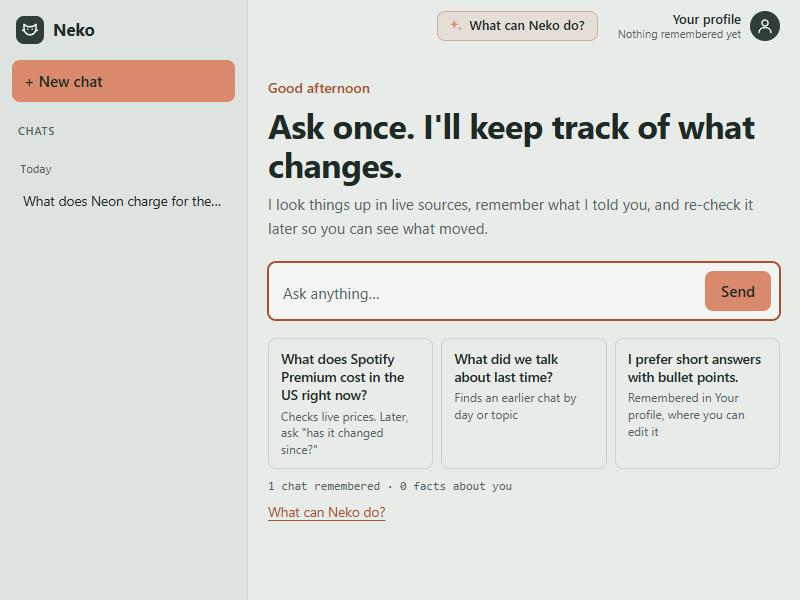 Neko
+ New chat
CHATS
Today
What does Neon charge for the...
What can Neko do?
Your profile
Nothing remembered yet
Good afternoon
Ask once. I'll keep track of what
changes.
I look things up in live sources, remember what I told you, and re-check it
later so you can see what moved.
Ask anything...
Send
What does Spotify
Premium cost in the
US right now?
Checks live prices. Later,
ask "has it changed
since?"
What did we talk
about last time?
Finds an earlier chat by
day or topic
I prefer short answers
with bullet points.
Remembered in Your
profile, where you can
edit it
1 chat remembered · 0 facts about you
What can Neko do?